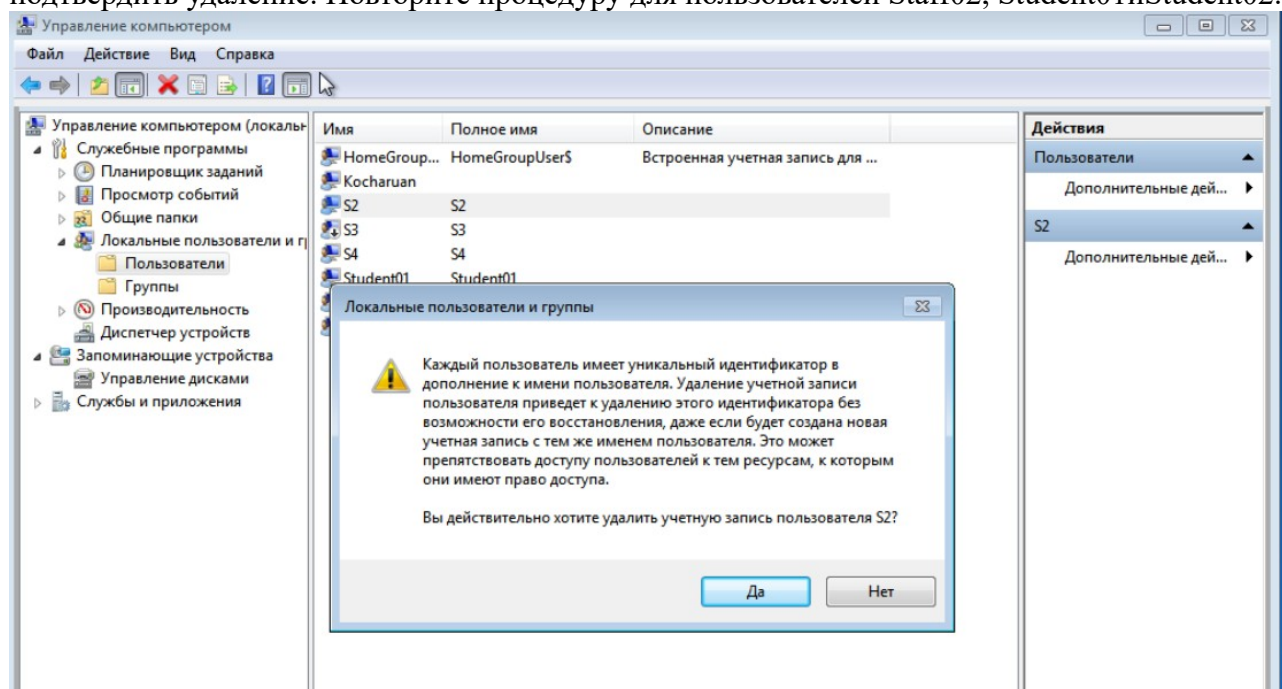 подтвердить удаление. Повторите процедуру для пользователей Staff02, Student01иStudent02.
Управление компьютером
Файл Действие Вид Справка
Управление компьютером (локальн
Служебные программы
Планировщик заданий
Просмотр событий
Общие папки
Локальные пользователи и гр
Пользователи
Группы
Производительность
Диспетчер устройств
Запоминающие устройства
Управление дисками
Службы и приложения
Имя Полное имя Описание
HomeGroup... HomeGroupUser$ Встроенная учетная запись для ...
Kocharuan
S2 S2
S3 S3
S4 S4
Student01 Student01
Действия
Пользователи
Дополнительные дей...
S2
Дополнительные дей...
Локальные пользователи и группы
Каждый пользователь имеет уникальный идентификатор в
дополнение к имени пользователя. Удаление учетной записи
пользователя приведет к удалению этого идентификатора без
возможности его восстановления, даже если будет создана новая
учетная запись с тем же именем пользователя. Это может
препятствовать доступу пользователей к тем ресурсам, к которым
они имеют право доступа.
Вы действительно хотите удалить учетную запись пользователя S2?
Да Нет